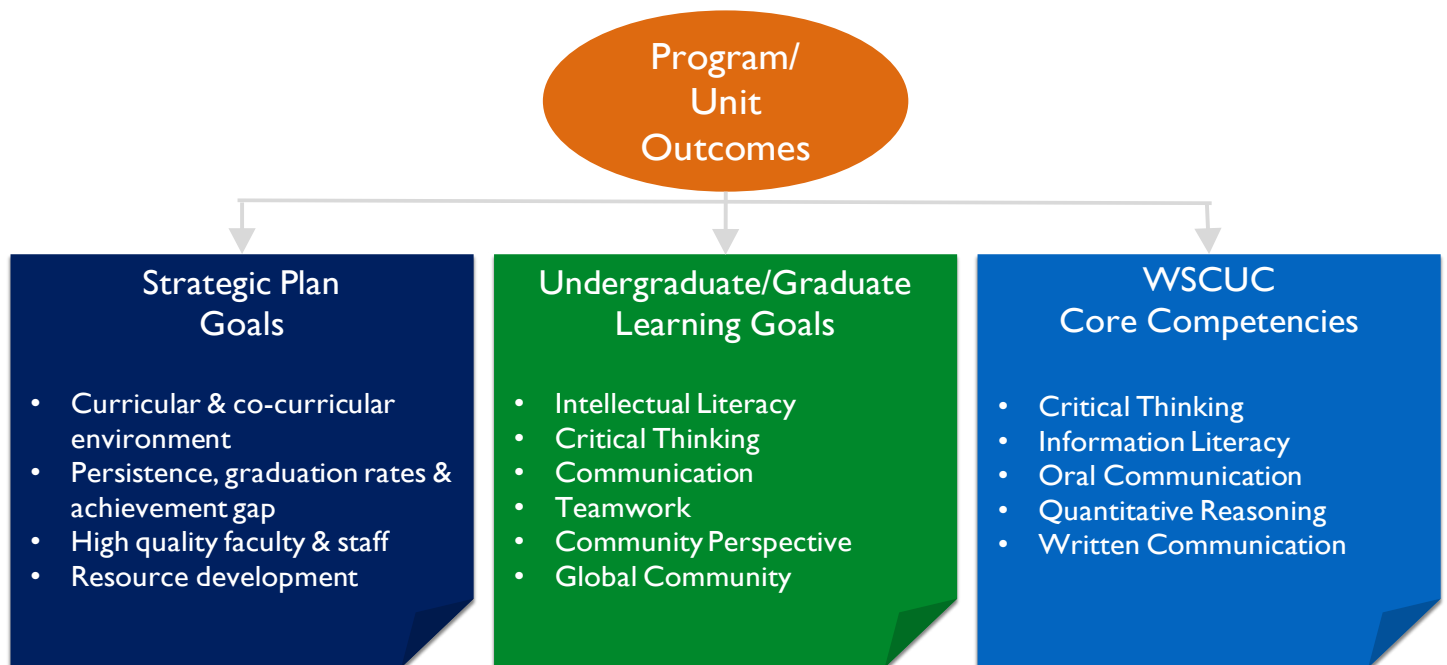 Program/
Unit
Outcomes
Strategic Plan
Goals
• Curricular & co-curricular
environment
• Persistence, graduation rates &
achievement gap
• High quality faculty & staff
• Resource development
Undergraduate/Graduate
Learning Goals
• Intellectual Literacy
• Critical Thinking
• Communication
• Teamwork
• Community Perspective
• Global Community
WSCUC
Core Competencies
• Critical Thinking
• Information Literacy
• Oral Communication
• Quantitative Reasoning
• Written Communication